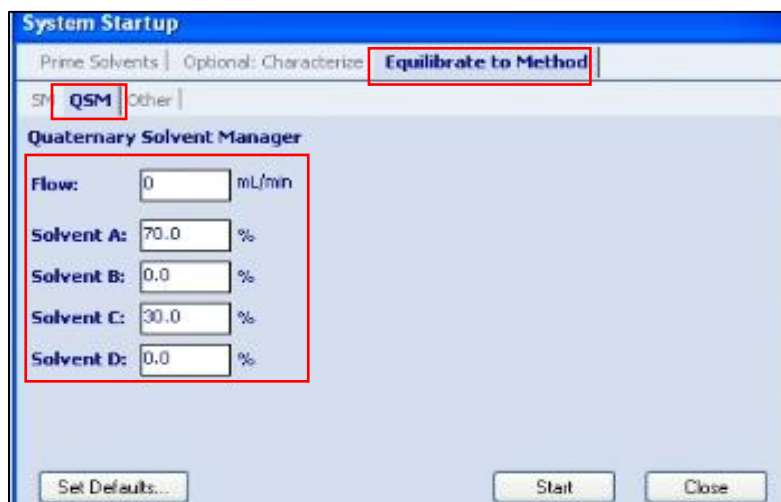 System Startup
Prime Solvents Optional: Characterize Equilibrate to Method
SM QSM Other
Quaternary Solvent Manager
Flow: 0 mL/min
Solvent A: 70.0 %
Solvent B: 0.0 %
Solvent C: 30.0 %
Solvent D: 0.0 %
Set Defaults... Start Close